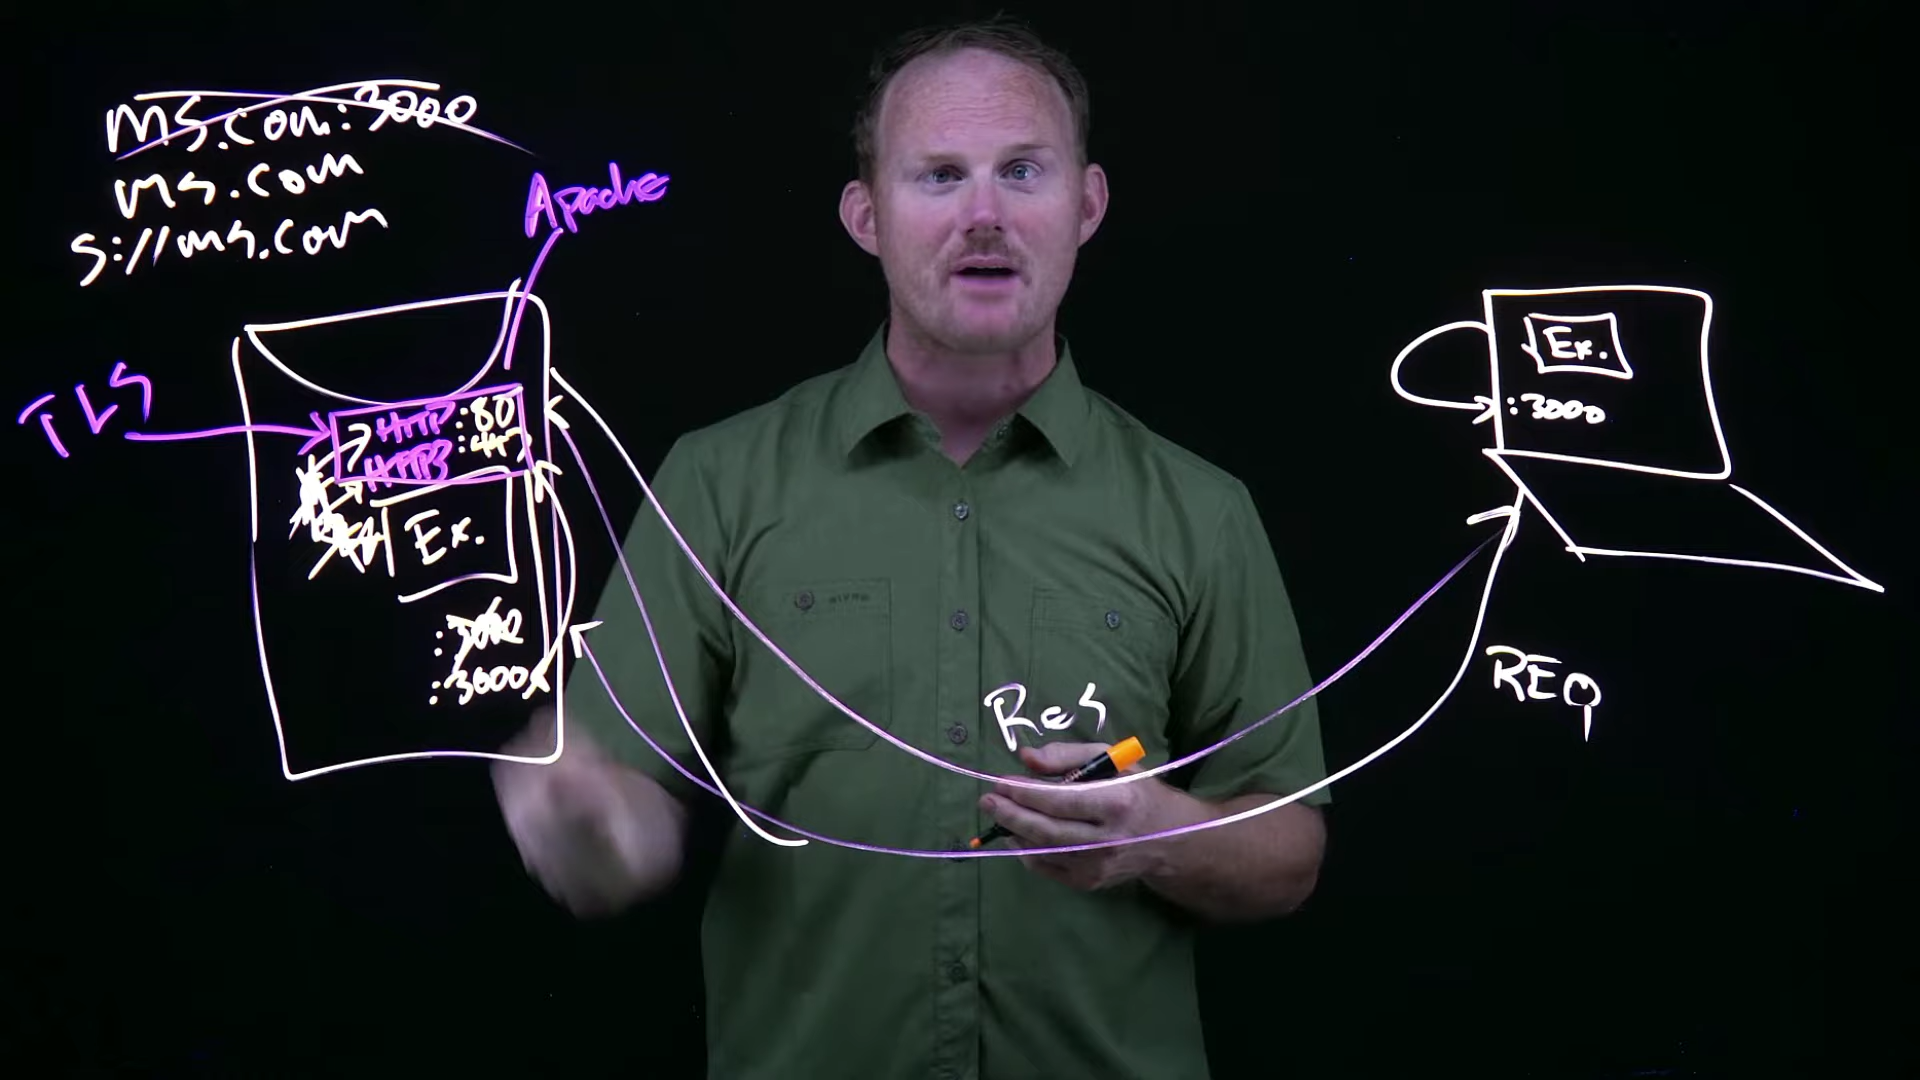 ms.com:3000
ms.com
s://ms.com
Apache
TLS
HTTP :80
HTTPS :443
Ex.
:3000
:3000
Res
Ex.
:3000
REQ